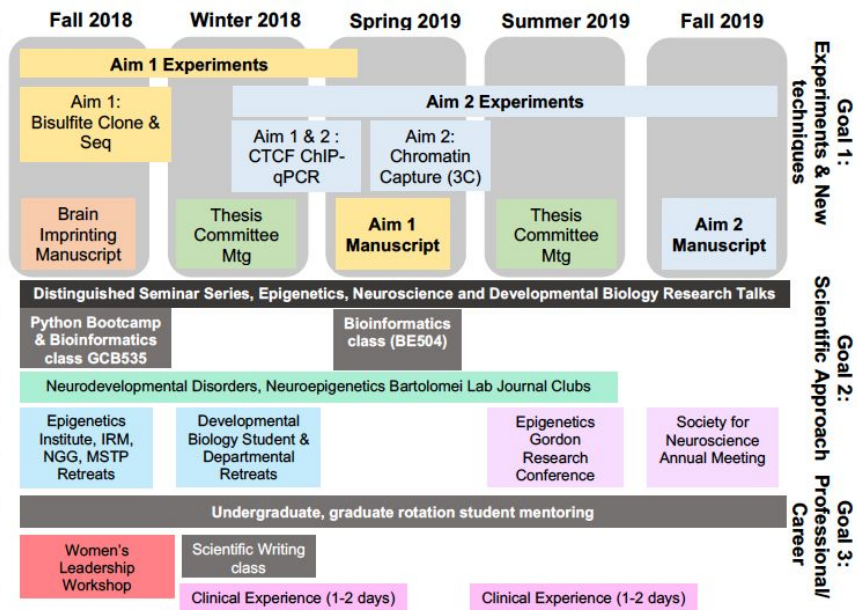 Fall 2018
Winter 2018
Spring 2019
Summer 2019
Fall 2019
Aim 1 Experiments
Aim 1:
Bisulfite Clone &
Seq
Aim 2 Experiments
Aim 1 & 2 :
CTCF ChIP-
qPCR
Aim 2:
Chromatin
Capture (3C)
Brain
Imprinting
Manuscript
Thesis
Committee
Mtg
Aim 1
Manuscript
Thesis
Committee
Mtg
Aim 2
Manuscript
Goal 1:
Experiments & New
techniques
Distinguished Seminar Series, Epigenetics, Neuroscience and Developmental Biology Research Talks
Python Bootcamp
& Bioinformatics
class GCB535
Bioinformatics
class (BE504)
Neurodevelopmental Disorders, Neuroepigenetics Bartolomei Lab Journal Clubs
Epigenetics
Institute, IRM,
NGG, MSTP
Retreats
Developmental
Biology Student &
Departmental
Retreats
Epigenetics
Gordon
Research
Conference
Society for
Neuroscience
Annual Meeting
Goal 2:
Scientific Approach
Undergraduate, graduate rotation student mentoring
Women's
Leadership
Workshop
Scientific Writing
class
Clinical Experience (1-2 days)
Clinical Experience (1-2 days)
Goal 3:
Professional/
Career